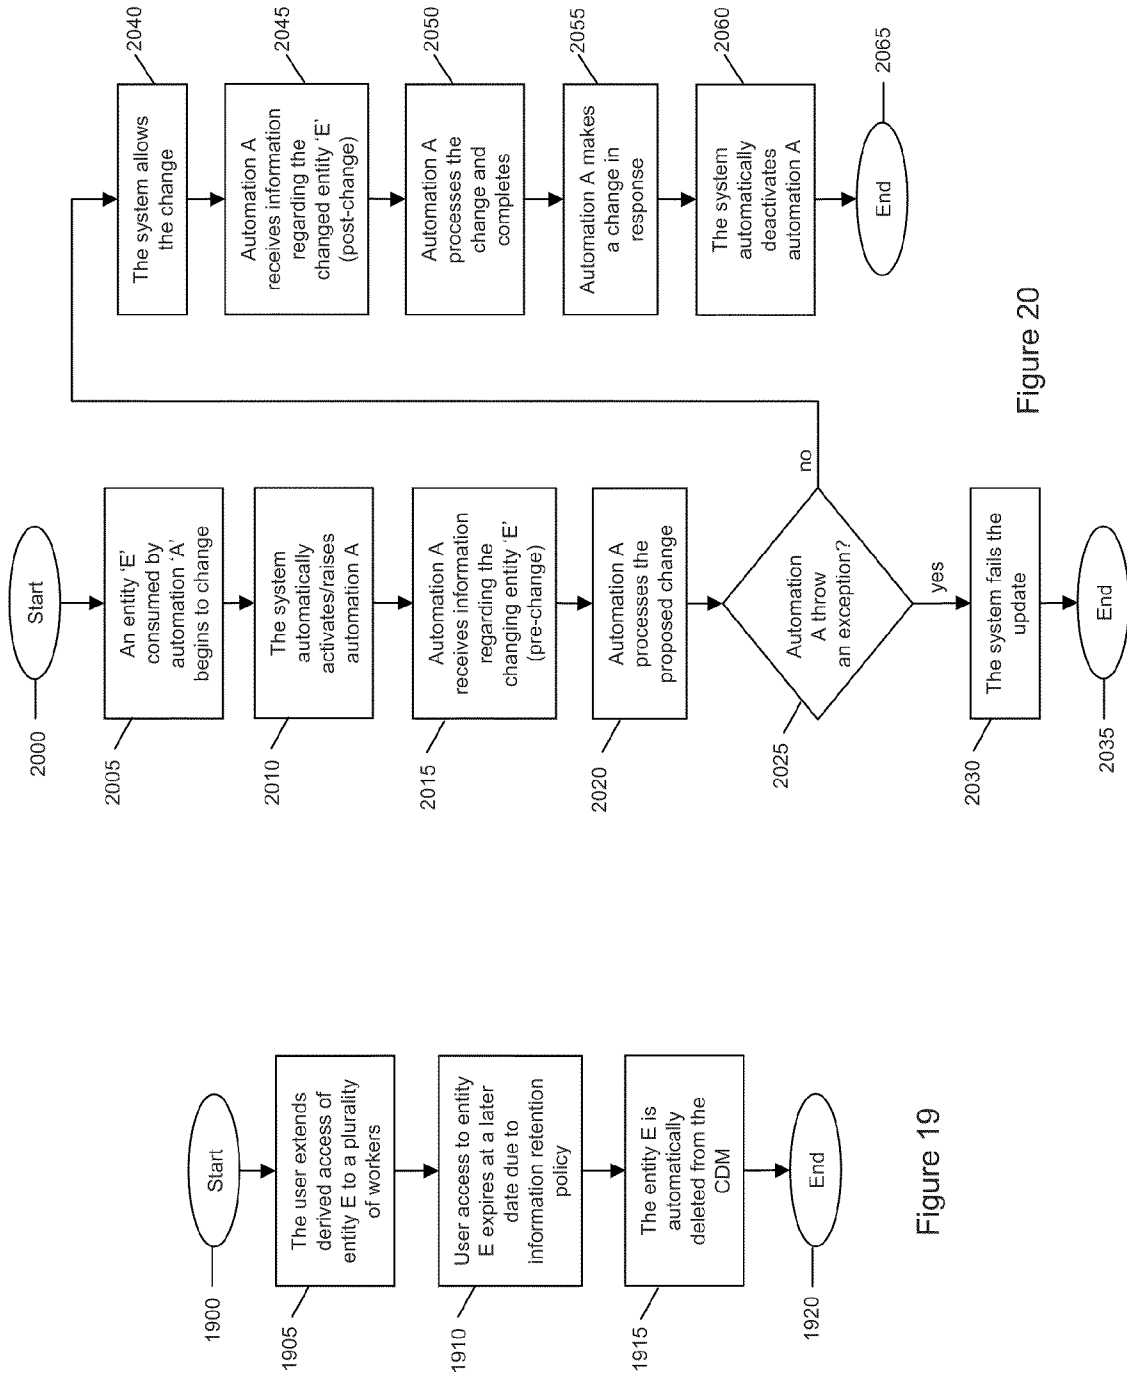 Start
1900
The user extends
derived access of
entity E to a plurality
of workers
1905
User access to entity
E expires at a later
date due to
information retention
policy
1910
The entity E is
automatically
deleted from the
CDM
1915
End
1920
Figure 19
Start
2000
An entity 'E'
consumed by
automation 'A'
begins to change
2005
The system
automatically
activates/raises
automation A
2010
Automation A
receives information
regarding the
changing entity 'E'
(pre-change)
2015
Automation A
processes the
proposed change
2020
Automation
A throw
an exception?
2025
yes
no
The system fails the
update
2030
End
2035
The system allows
the change
2040
Automation A
receives information
regarding the
changed entity 'E'
(post-change)
2045
Automation A
processes the
change and
completes
2050
Automation A makes
a change in
response
2055
The system
automatically
deactivates
automation A
2060
End
2065
Figure 20